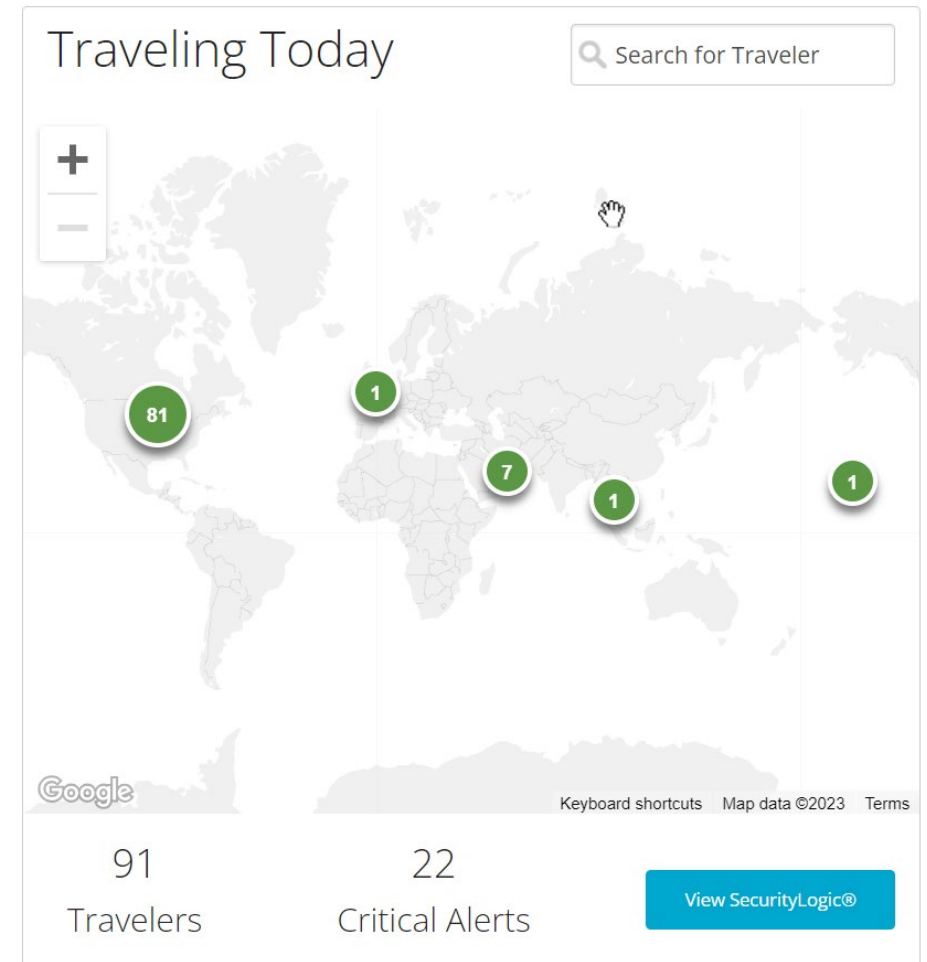 Traveling Today
Search for Traveler
+
−
81
1
7
1
1
Google
Keyboard shortcuts Map data ©2023 Terms
91
Travelers
22
Critical Alerts
View SecurityLogic®